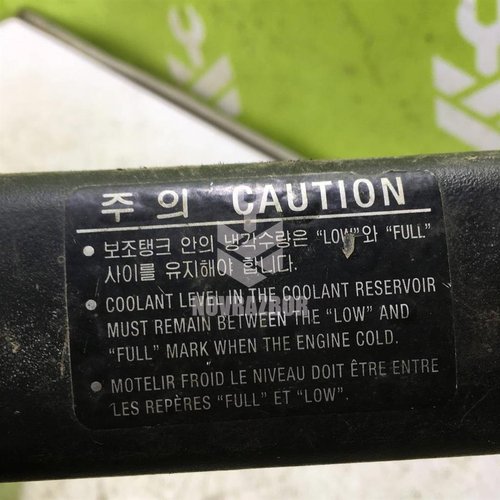 주 의 CAUTION
• 보조탱크 안의 냉각수량은 "LOW"와 "FULL"
사이를 유지해야 합니다.
• COOLANT LEVEL IN THE COOLANT RESERVOIR
MUST REMAIN BETWEEN THE "LOW" AND
"FULL" MARK WHEN THE ENGINE COLD.
• MOTELIR FROID LE NIVEAU DOIT ÊTRE ENTRE
LES REPÈRES "FULL" ET "LOW".
NOVRAZBOR